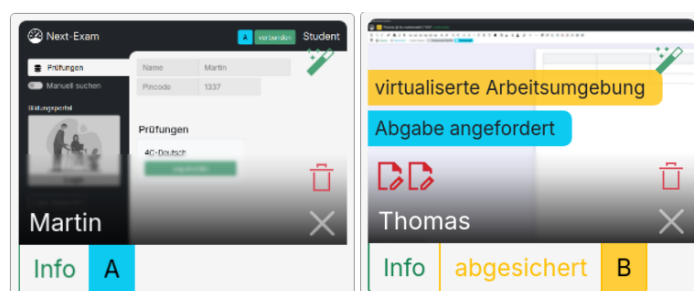 Next-Exam
A
verbunden
Student
Prüfungen
Name
Martin
Manuell suchen
Pincode
1337
Bildungsportal
Prüfungen
4C-Deutsch
Martin
Info
A
virtualiserte Arbeitsumgebung
Abgabe angefordert
Thomas
Info
abgesichert
B